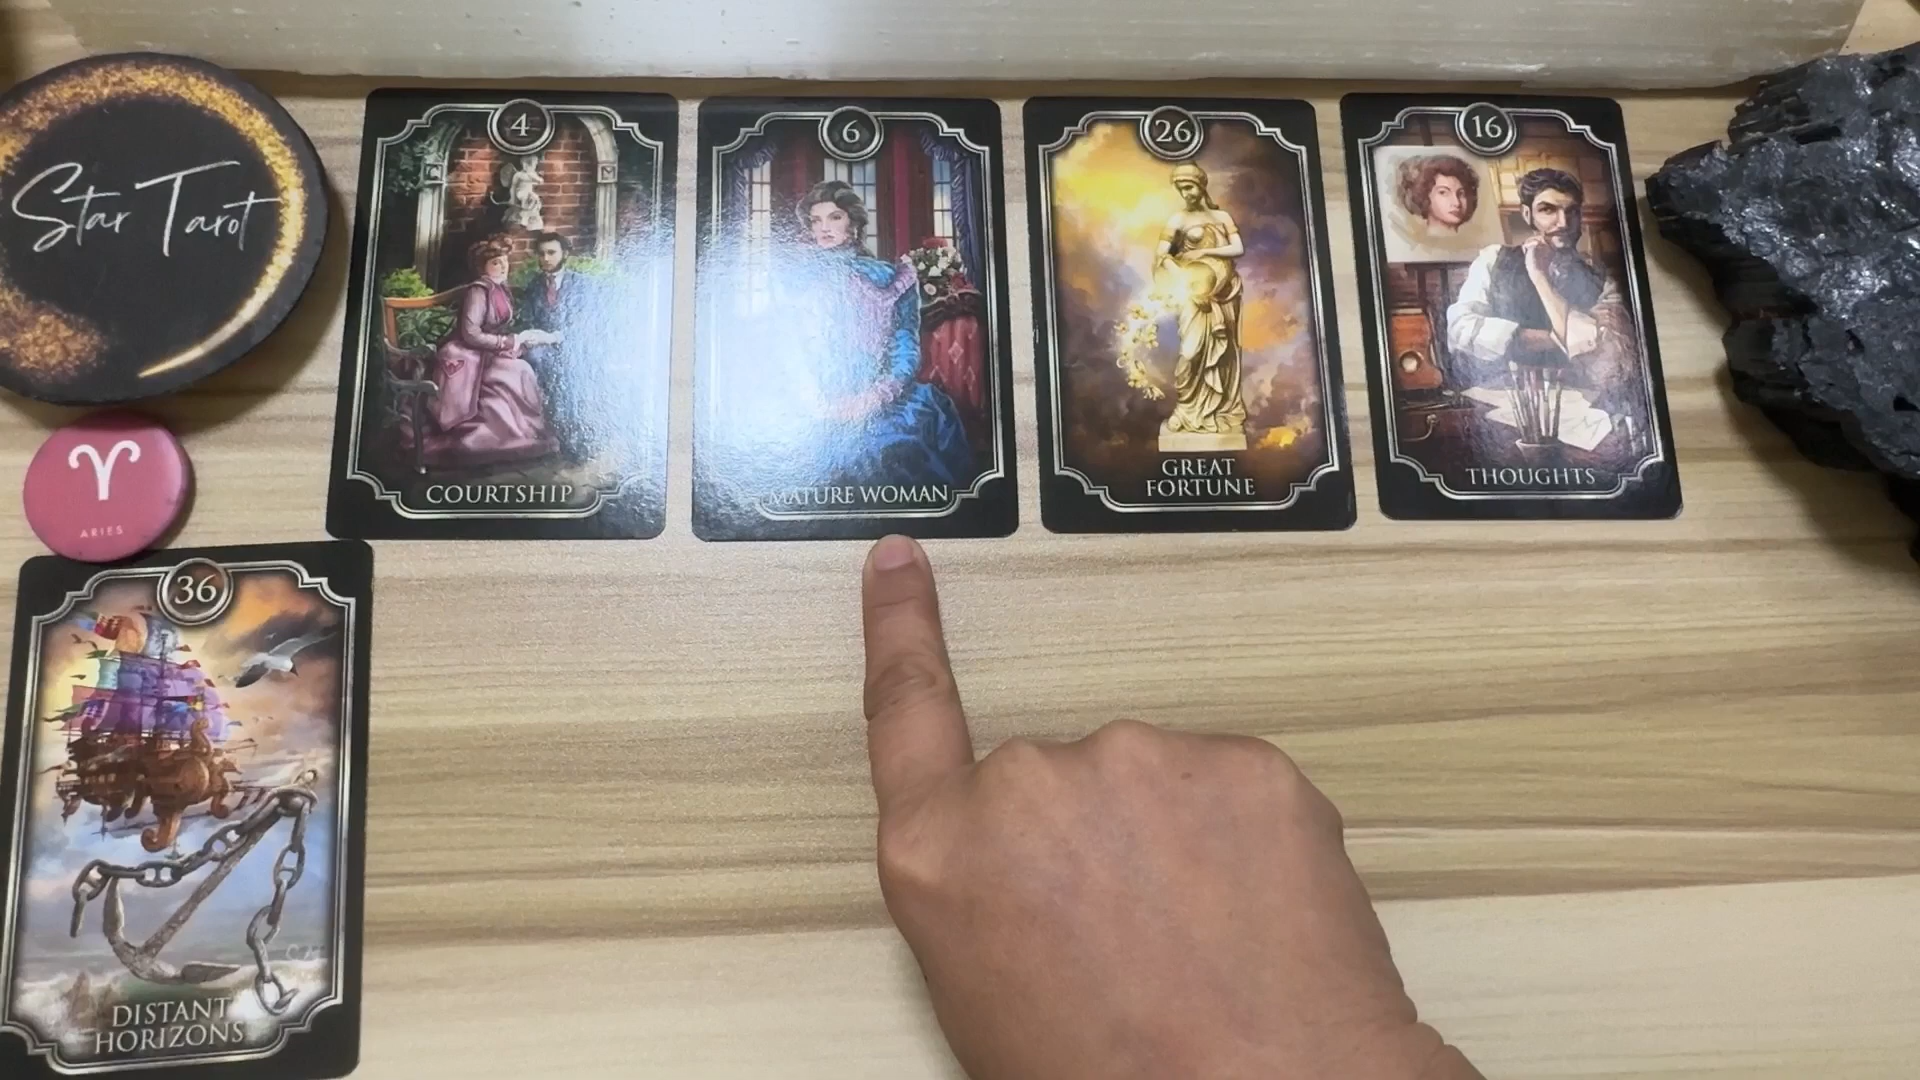 Star Tarot
ARIES
4
COURTSHIP
6
MATURE WOMAN
26
GREAT
FORTUNE
16
THOUGHTS
36
DISTANT
HORIZONS